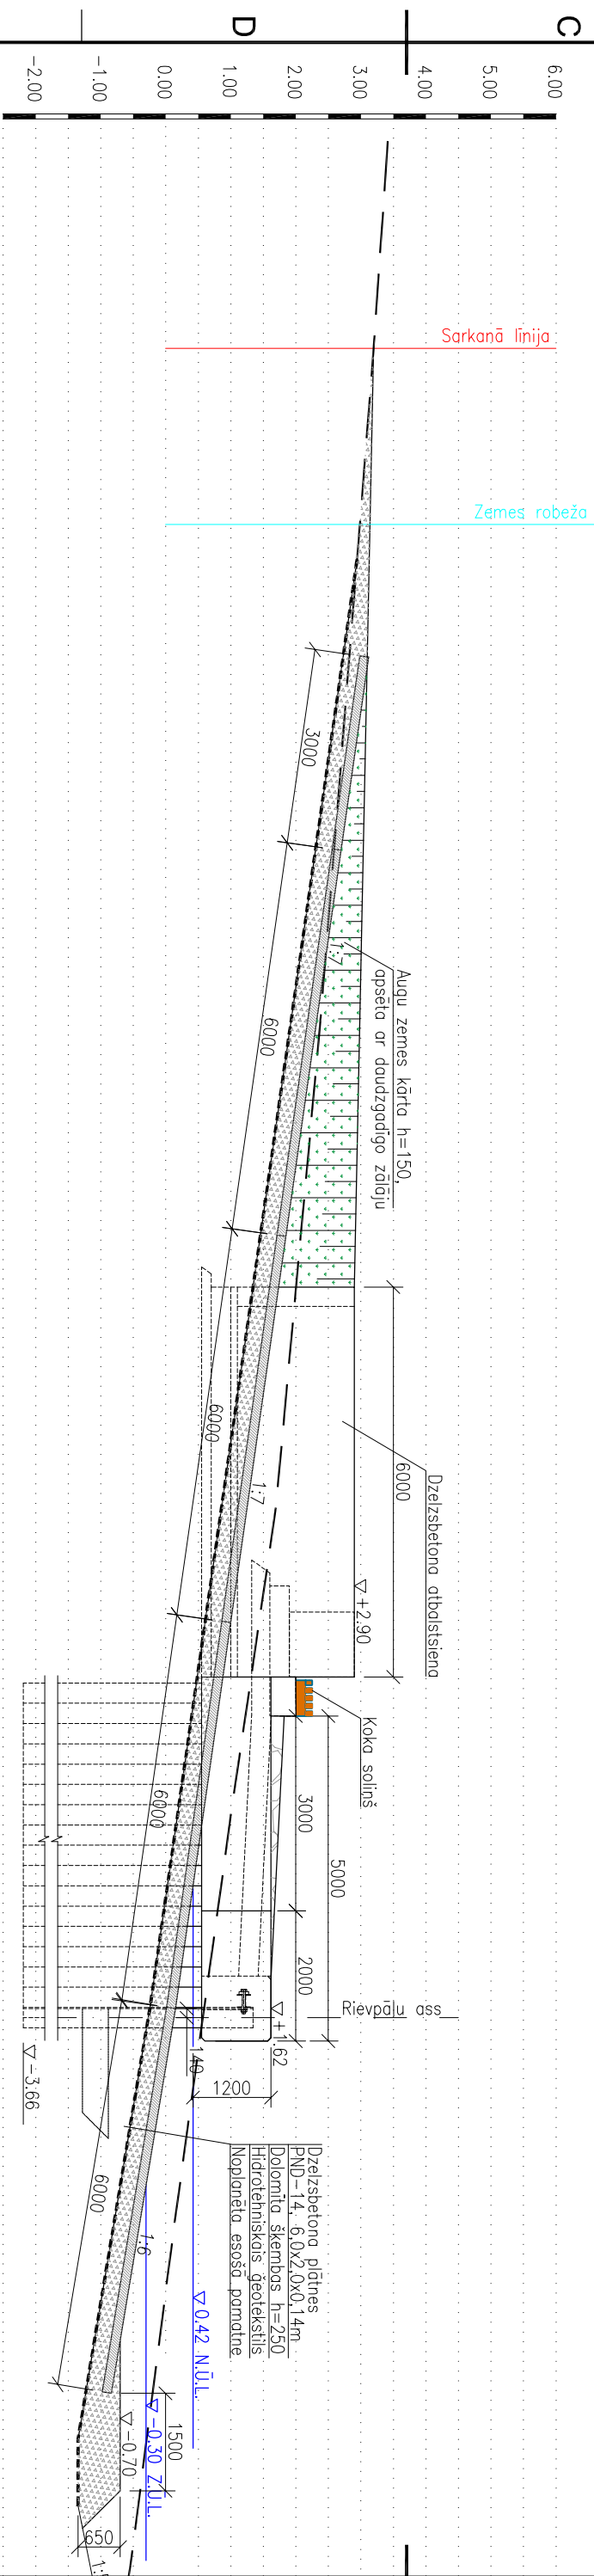 C
D
6.00
5.00
4.00
3.00
2.00
1.00
0.00
-1.00
-2.00
Sarkanā līnija
Zemes robeža
3000
6000
1:7
Augu zemes kārta h=150,
apsēta ar daudzgadīgo zālāju
6000
Dzelzsbetona atbalstsiena
6000
1:7
+2.90
Koka soliņš
3000
5000
2000
6000
Rievpāļu ass
+1.62
140
1200
-3.66
Dzelzsbetona plātnes
PND-14, 6,0x2,0x0,14m
Dolomīta šķembas h=250
Hidrotehniskais ģeotekstils
Noplanēta esošā pamatne
6000
1:6
0.42 N.Ū.L.
-0.30 Z.Ū.L.
1500
-0.70
650